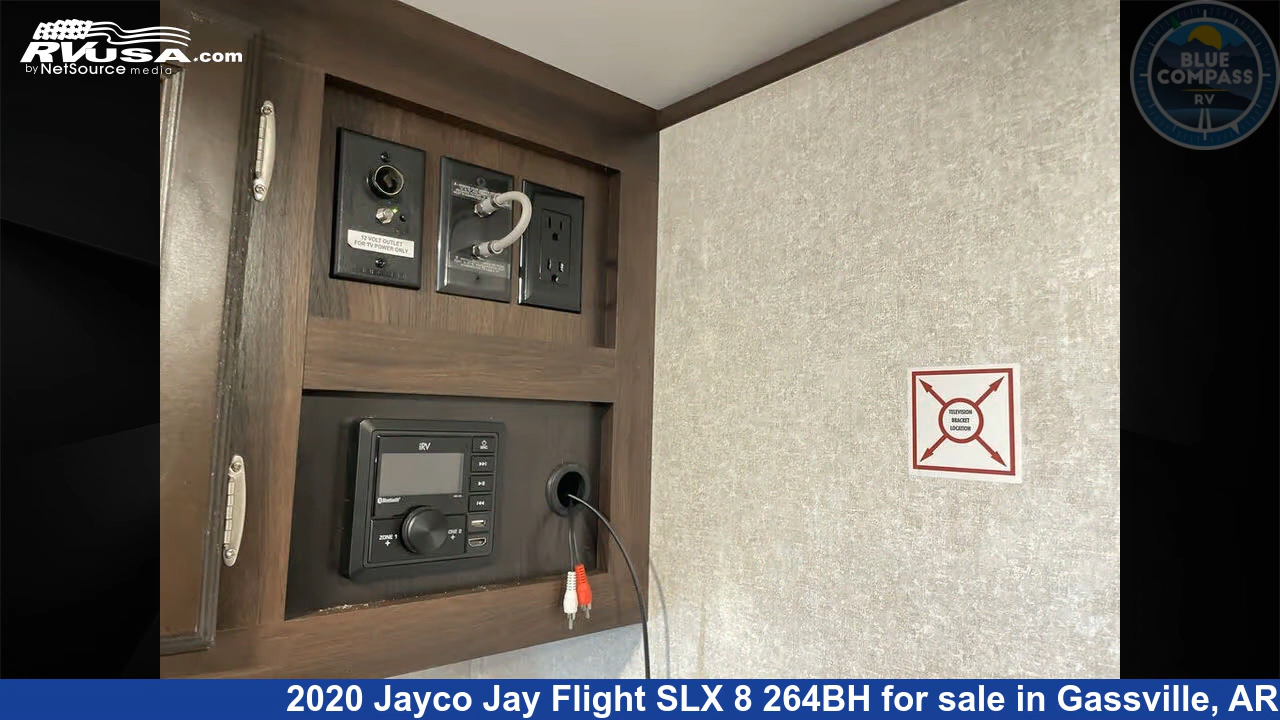 RVUSA.com
by NetSource media
BLUE
COMPASS
RV
12 VOLT OUTLET
FOR TV POWER ONLY
iRV
Bluetooth
ZONE 1
ZONE 2
TELEVISION
BRACKET
LOCATION
2020 Jayco Jay Flight SLX 8 264BH for sale in Gassville, AR